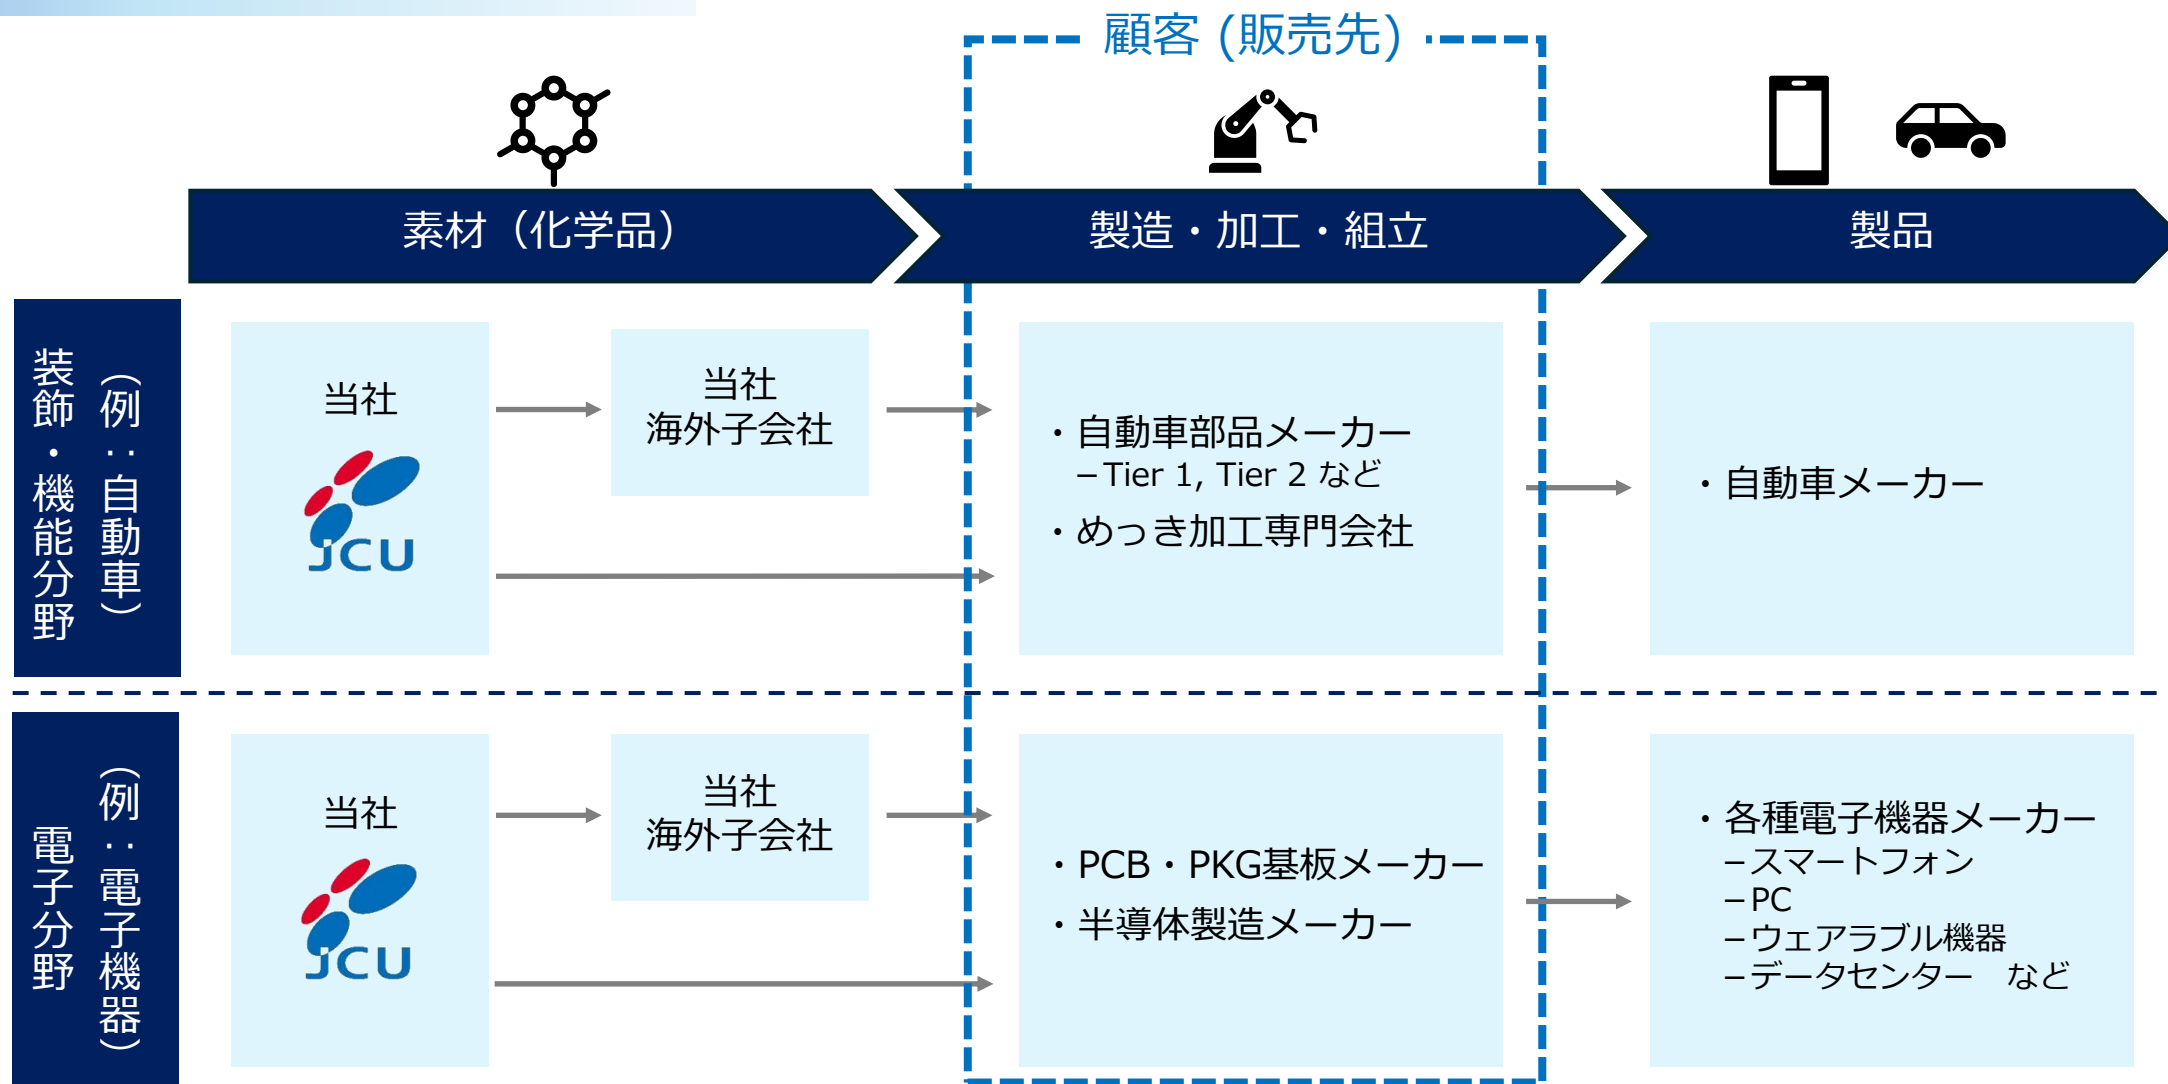 顧客 (販売先)
素材（化学品）
製造・加工・組立
製品
装飾・機能分野
（例：自動車）
当社
JCU
当社
海外子会社
・自動車部品メーカー
–Tier 1, Tier 2 など
・めっき加工専門会社
・自動車メーカー
電子分野
（例：電子機器）
当社
JCU
当社
海外子会社
・PCB・PKG基板メーカー
・半導体製造メーカー
・各種電子機器メーカー
–スマートフォン
–PC
–ウェアラブル機器
–データセンター　など